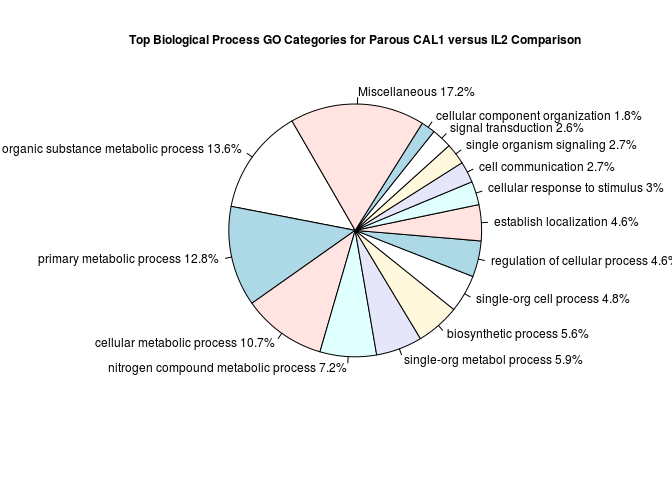 Top Biological Process GO Categories for Parous CAL1 versus IL2 Comparison
Miscellaneous 17.2%
cellular component organization 1.8%
signal transduction 2.6%
single organism signaling 2.7%
cell communication 2.7%
cellular response to stimulus 3%
establish localization 4.6%
regulation of cellular process 4.6%
single-org cell process 4.8%
biosynthetic process 5.6%
single-org metabol process 5.9%
nitrogen compound metabolic process 7.2%
cellular metabolic process 10.7%
primary metabolic process 12.8%
organic substance metabolic process 13.6%